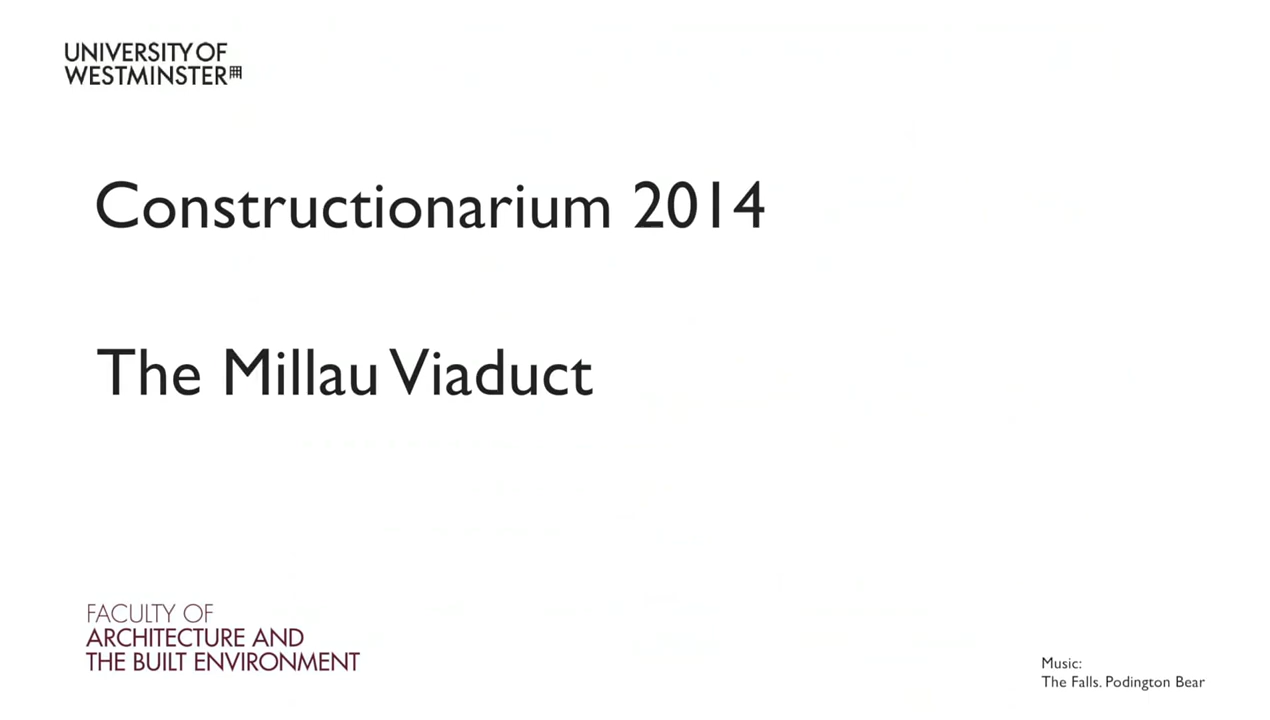 UNIVERSITY OF
WESTMINSTER
Constructionarium 2014
The Millau Viaduct
FACULTY OF
ARCHITECTURE AND
THE BUILT ENVIRONMENT
Music:
The Falls. Podington Bear